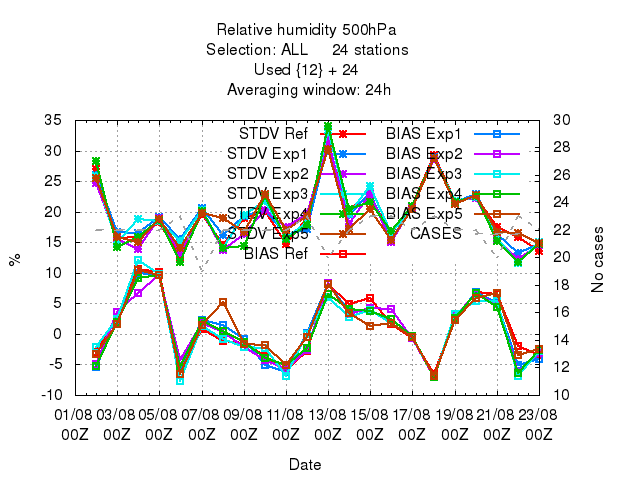 Relative humidity 500hPa
Selection: ALL 24 stations
Used {12} + 24
Averaging window: 24h
35 30
30 28
25 26
20 24
15 22
10 20
5 18
0 16
-5 14
-10 12
10
%
No cases
STDV Ref BIAS Exp1
STDV Exp1 BIAS Exp2
STDV Exp2 BIAS Exp3
STDV Exp3 BIAS Exp4
STDV Exp4 BIAS Exp5
STDV Exp5 CASES
BIAS Ref
01/08 03/08 05/08 07/08 09/08 11/08 13/08 15/08 17/08 19/08 21/08 23/08
00Z 00Z 00Z 00Z 00Z 00Z 00Z 00Z 00Z 00Z 00Z 00Z
Date